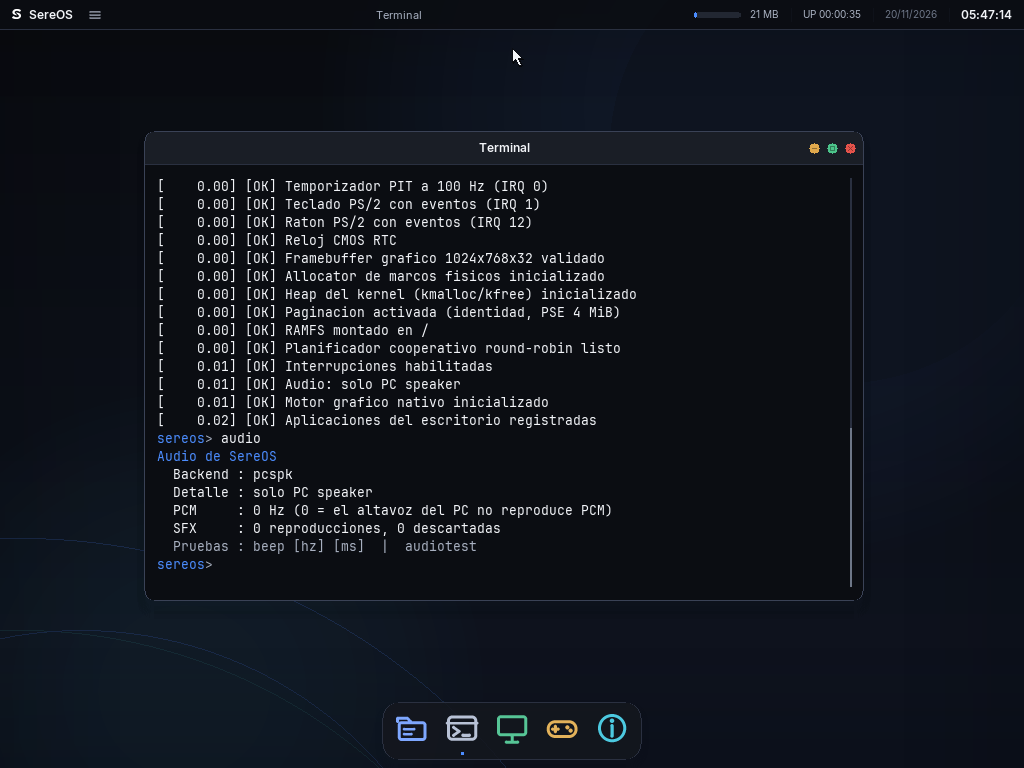 SereOS Terminal 21 MB UP 00:00:35 20/11/2026 05:47:14
Terminal
[    0.00] [OK] Temporizador PIT a 100 Hz (IRQ 0)
[    0.00] [OK] Teclado PS/2 con eventos (IRQ 1)
[    0.00] [OK] Raton PS/2 con eventos (IRQ 12)
[    0.00] [OK] Reloj CMOS RTC
[    0.00] [OK] Framebuffer grafico 1024x768x32 validado
[    0.00] [OK] Allocator de marcos fisicos inicializado
[    0.00] [OK] Heap del kernel (kmalloc/kfree) inicializado
[    0.00] [OK] Paginacion activada (identidad, PSE 4 MiB)
[    0.00] [OK] RAMFS montado en /
[    0.00] [OK] Planificador cooperativo round-robin listo
[    0.01] [OK] Interrupciones habilitadas
[    0.01] [OK] Audio: solo PC speaker
[    0.01] [OK] Motor grafico nativo inicializado
[    0.02] [OK] Aplicaciones del escritorio registradas
sereos> audio
Audio de SereOS
  Backend : pcspk
  Detalle : solo PC speaker
  PCM     : 0 Hz (0 = el altavoz del PC no reproduce PCM)
  SFX     : 0 reproducciones, 0 descartadas
  Pruebas : beep [hz] [ms]  |  audiotest
sereos>